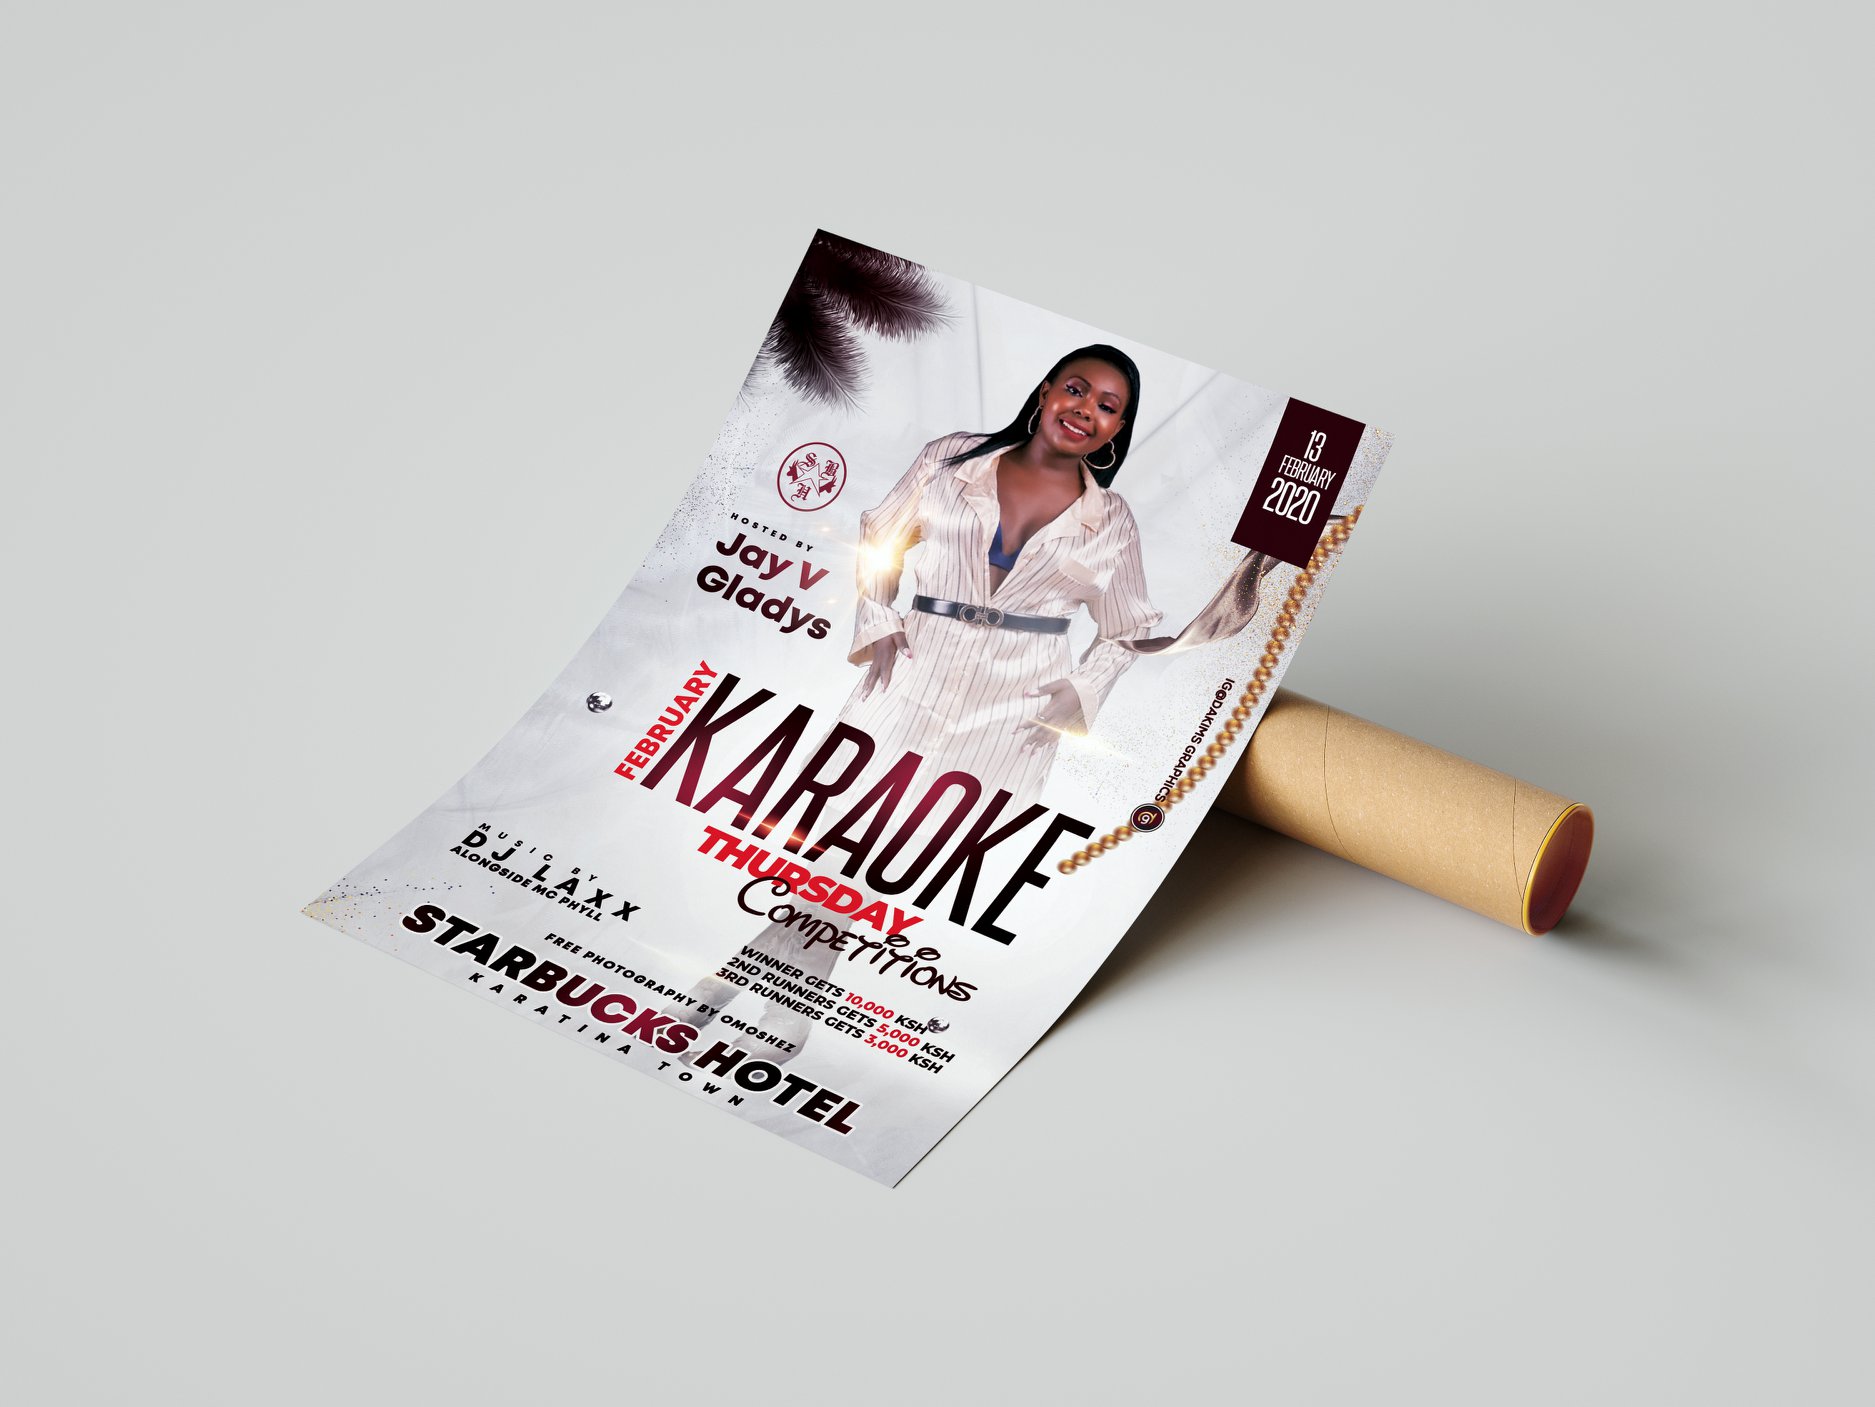 13
FEBRUARY
2020
S B H
HOSTED BY
Jay V
Gladys
IG DAKIMS GRAPHICS
FEBRUARY
KARAOKE
THURSDAY
Competitions
MUSIC BY
DJ LAXX
ALONGSIDE MC PHYLL
WINNER GETS 10,000 KSH
2ND RUNNERS GETS 5,000 KSH
3RD RUNNERS GETS 3,000 KSH
FREE PHOTOGRAPHY BY OMOSHEZ
STARBUCKS HOTEL
KARATINA TOWN